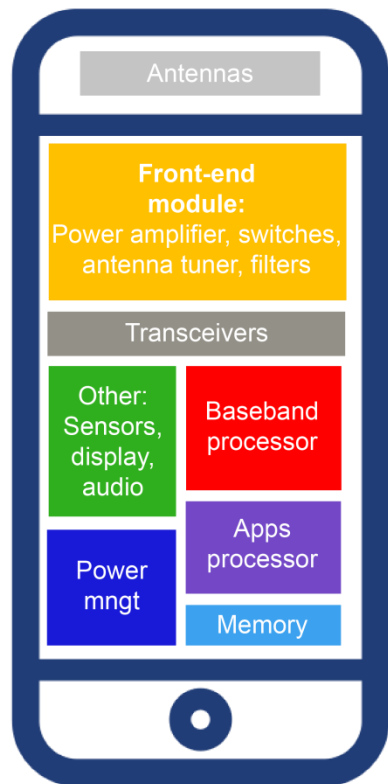 Antennas
Front-end
module:
Power amplifier, switches,
antenna tuner, filters
Transceivers
Other:
Sensors,
display,
audio
Baseband
processor
Power
mngt
Apps
processor
Memory